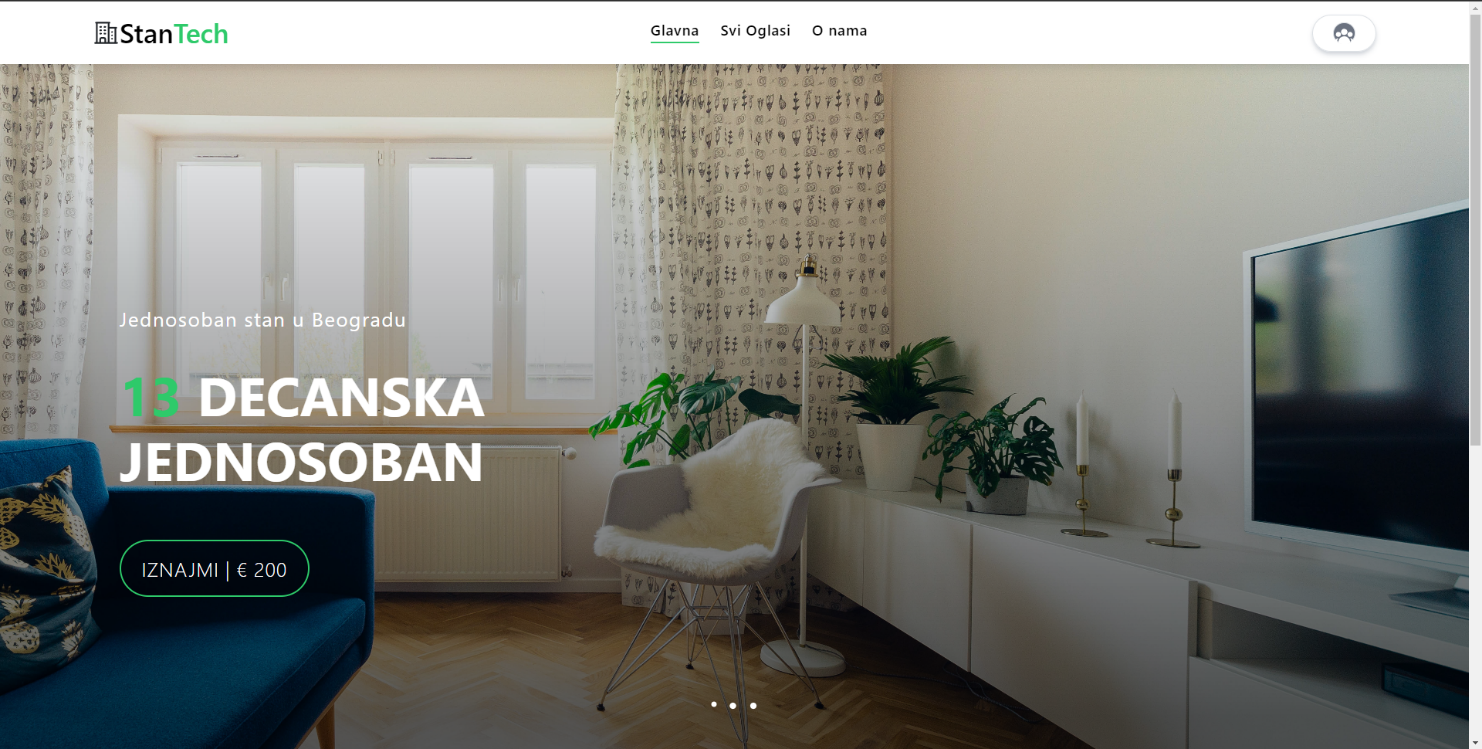 StanTech
Glavna Svi Oglasi O nama
Jednosoban stan u Beogradu
13 DECANSKA
JEDNOSOBAN
IZNAJMI | € 200